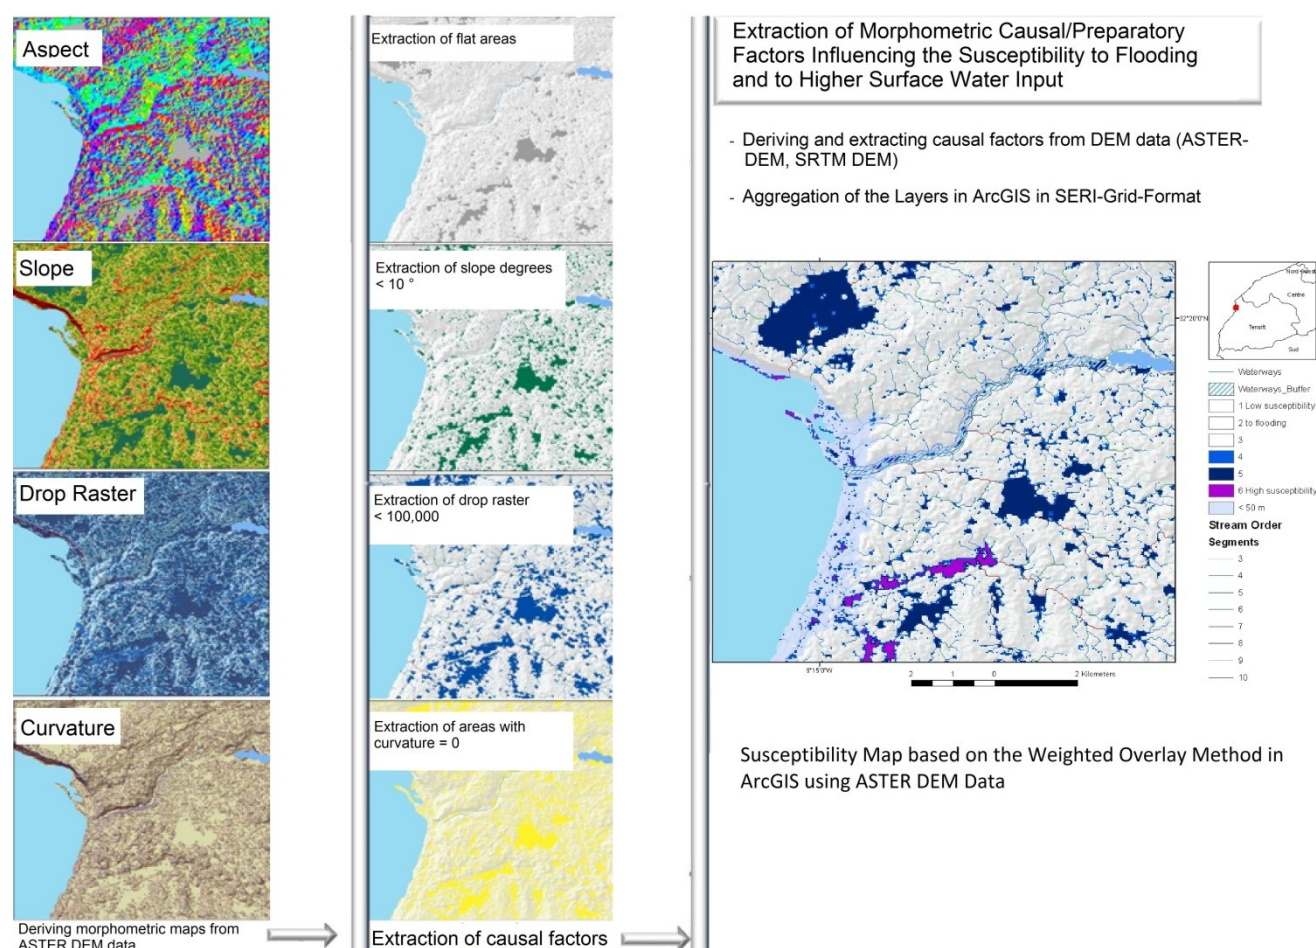 Aspect
Slope
Drop Raster
Curvature
Deriving morphometric maps from
ASTER DEM data
Extraction of flat areas
Extraction of slope degrees
< 10 °
Extraction of drop raster
< 100,000
Extraction of areas with
curvature = 0
Extraction of causal factors
Extraction of Morphometric Causal/Preparatory
Factors Influencing the Susceptibility to Flooding
and to Higher Surface Water Input
- Deriving and extracting causal factors from DEM data (ASTER-
DEM, SRTM DEM)
- Aggregation of the Layers in ArcGIS in SERI-Grid-Format
32°20'0"N
9°15'0"W
2 1 0 2 Kilometers
Centre
Tensift
Sud
Waterways
Waterways_Buffer
1 Low susceptibility
2 to flooding
3
4
5
6 High susceptibility
< 50 m
Stream Order
Segments
3
4
5
6
7
8
9
10
Susceptibility Map based on the Weighted Overlay Method in
ArcGIS using ASTER DEM Data